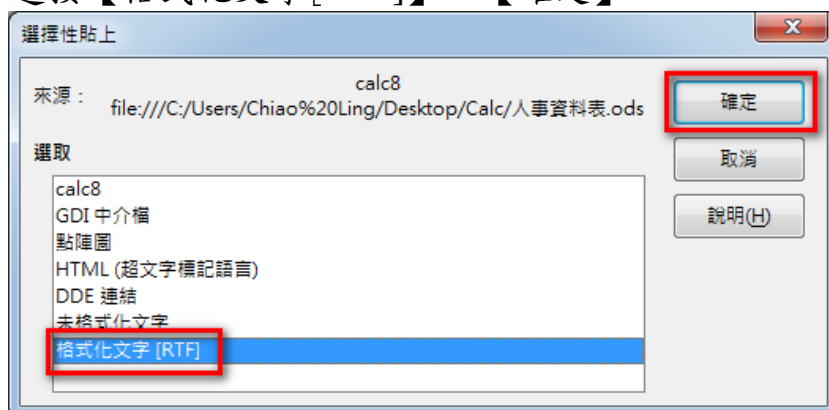 選擇性貼上
來源：
calc8
file:///C:/Users/Chiao%20Ling/Desktop/Calc/人事資料表.ods
確定
選取
取消
calc8
GDI 中介檔
說明(H)
點陣圖
HTML (超文字標記語言)
DDE 連結
未格式化文字
格式化文字 [RTF]